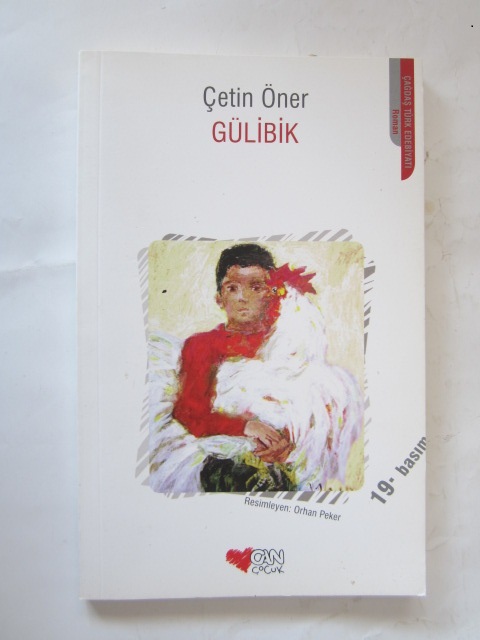 Çetin Öner
GÜLİBİK
ÇAĞDAŞ TÜRK EDEBİYATI
Roman
19. basım
Resimleyen: Orhan Peker
CAN
ÇOCUK